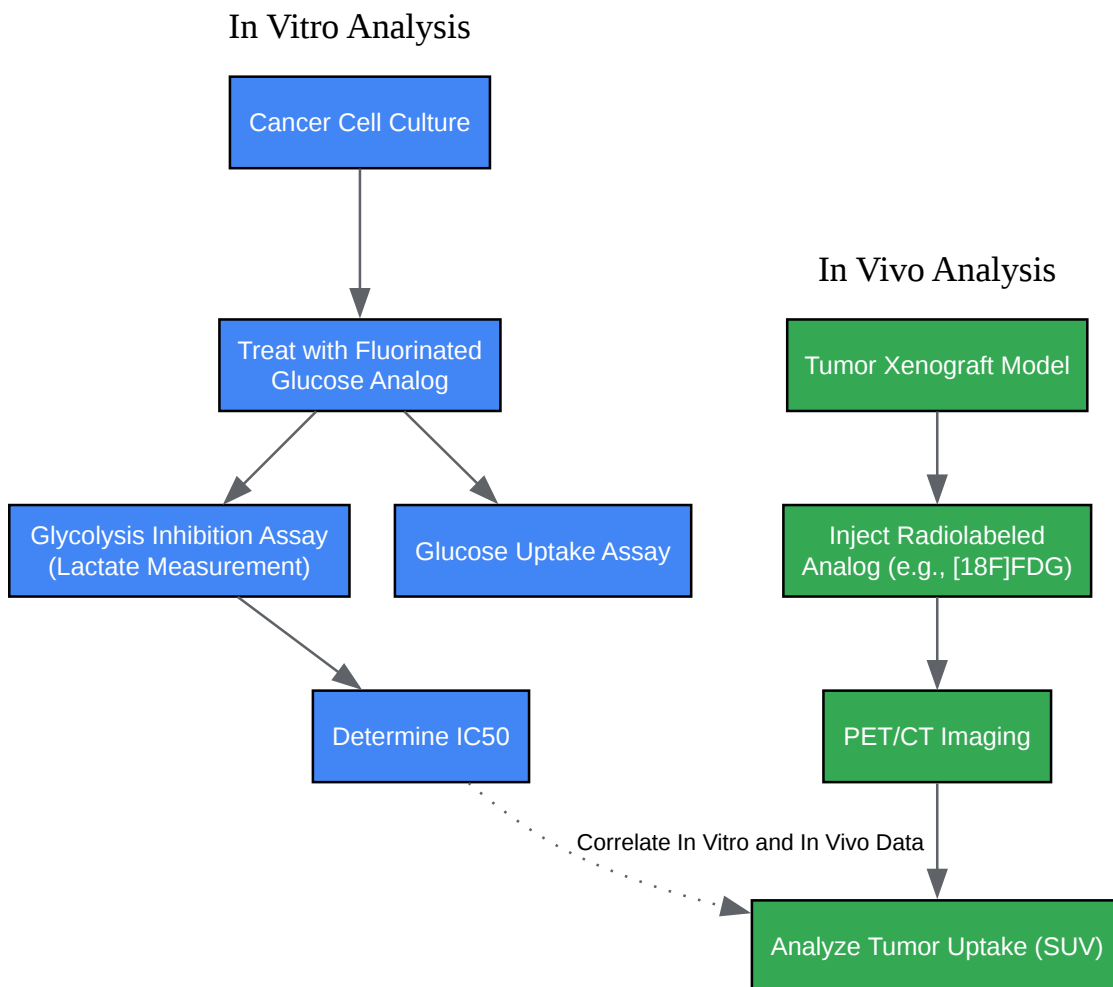 In Vitro Analysis
Cancer Cell Culture
Treat with Fluorinated
Glucose Analog
Glycolysis Inhibition Assay
(Lactate Measurement)
Glucose Uptake Assay
Determine IC50
Correlate In Vitro and In Vivo Data
In Vivo Analysis
Tumor Xenograft Model
Inject Radiolabeled
Analog (e.g., [18F]FDG)
PET/CT Imaging
Analyze Tumor Uptake (SUV)